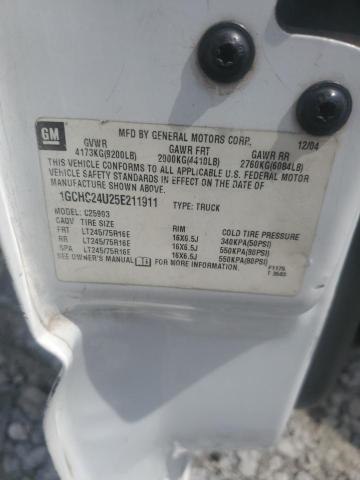 GM
MFD BY GENERAL MOTORS CORP. 12/04
GVWR GAWR FRT GAWR RR
4173KG(9200LB) 2000KG(4410LB) 2760KG(6084LB)
THIS VEHICLE CONFORMS TO ALL APPLICABLE U.S. FEDERAL MOTOR
VEHICLE SAFETY STANDARDS IN EFFECT ON THE DATE OF
MANUFACTURE SHOWN ABOVE.
1GCHC24U25E211911 TYPE: TRUCK
MODEL: C25903
TIRE SIZE RIM COLD TIRE PRESSURE
FRT LT245/75R16E 16X6.5J 340KPA(50PSI)
RR LT245/75R16E 16X6.5J 550KPA(80PSI)
SPA LT245/75R16E 16X6.5J 550KPA(80PSI)
SEE OWNER'S MANUAL FOR MORE INFORMATION.